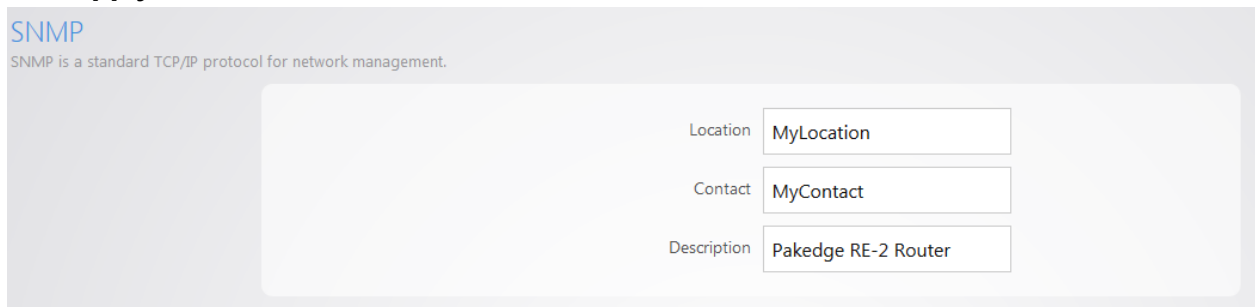 SNMP
SNMP is a standard TCP/IP protocol for network management.
Location MyLocation
Contact MyContact
Description Pakedge RE-2 Router